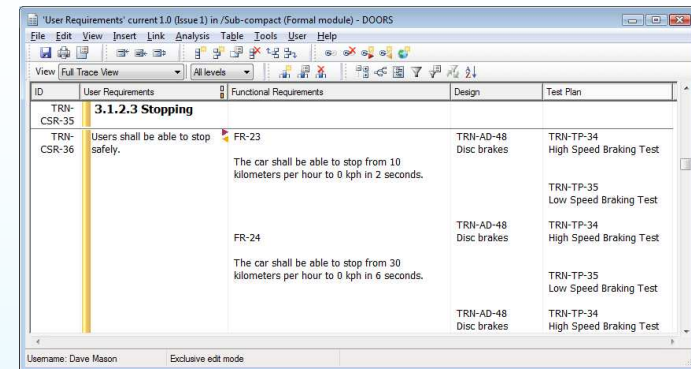 'User Requirements' current 1.0 (Issue 1) in /Sub-compact (Formal module) - DOORS
File Edit View Insert Link Analysis Table Tools User Help
View Full Trace View All levels
ID User Requirements Functional Requirements Design Test Plan
TRN-CSR-35 3.1.2.3 Stopping
TRN-CSR-36 Users shall be able to stop safely.
FR-23 TRN-AD-48 TRN-TP-34
Disc brakes High Speed Braking Test
The car shall be able to stop from 10
kilometers per hour to 0 kph in 2 seconds.
TRN-TP-35
Low Speed Braking Test
TRN-AD-48 TRN-TP-34
FR-24 Disc brakes High Speed Braking Test
The car shall be able to stop from 30
kilometers per hour to 0 kph in 6 seconds.
TRN-TP-35
Low Speed Braking Test
TRN-AD-48 TRN-TP-34
Disc brakes High Speed Braking Test
Username: Dave Mason Exclusive edit mode